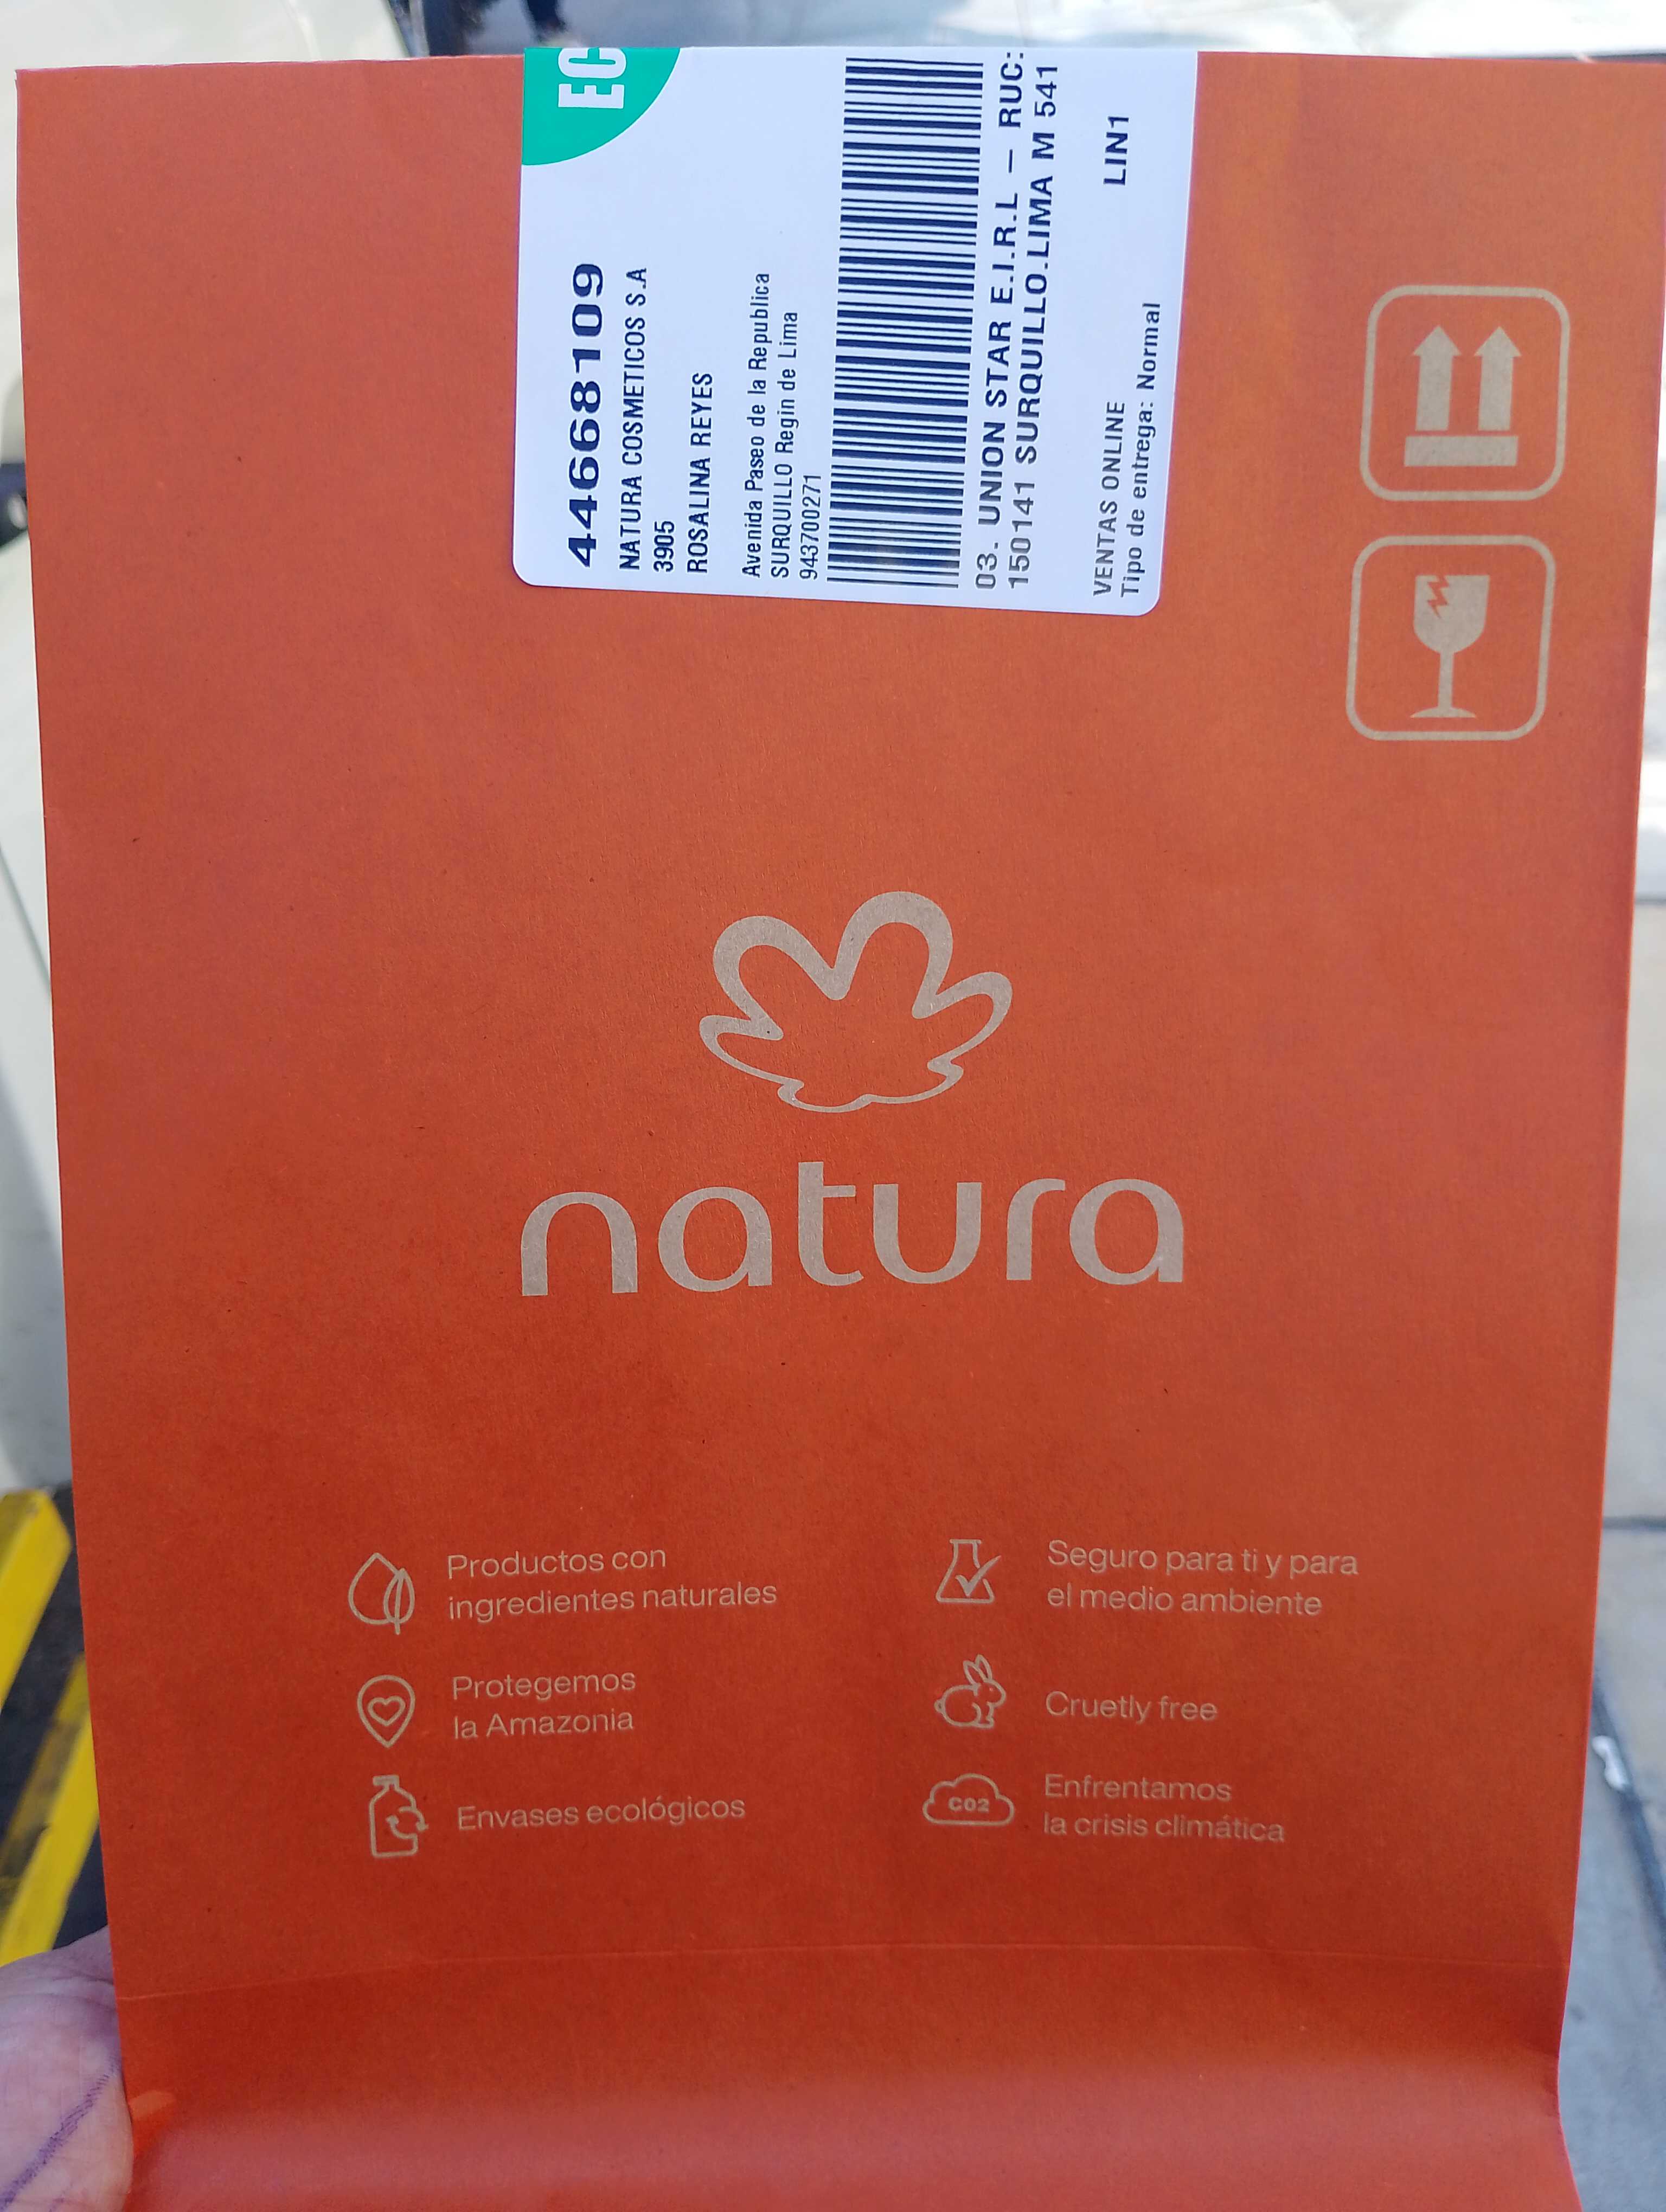 EC
44668109
NATURA COSMETICOS S.A
3905
ROSALINA REYES
Avenida Paseo de la Republica
SURQUILLO Regin de Lima
943700271
03. UNION STAR E.I.R.L – RUC:
150141 SURQUILLO.LIMA M 541
VENTAS ONLINE LIN1
Tipo de entrega: Normal
natura
Productos con
ingredientes naturales
Protegemos
la Amazonia
Envases ecológicos
Seguro para ti y para
el medio ambiente
Cruetly free
CO2
Enfrentamos
la crisis climática